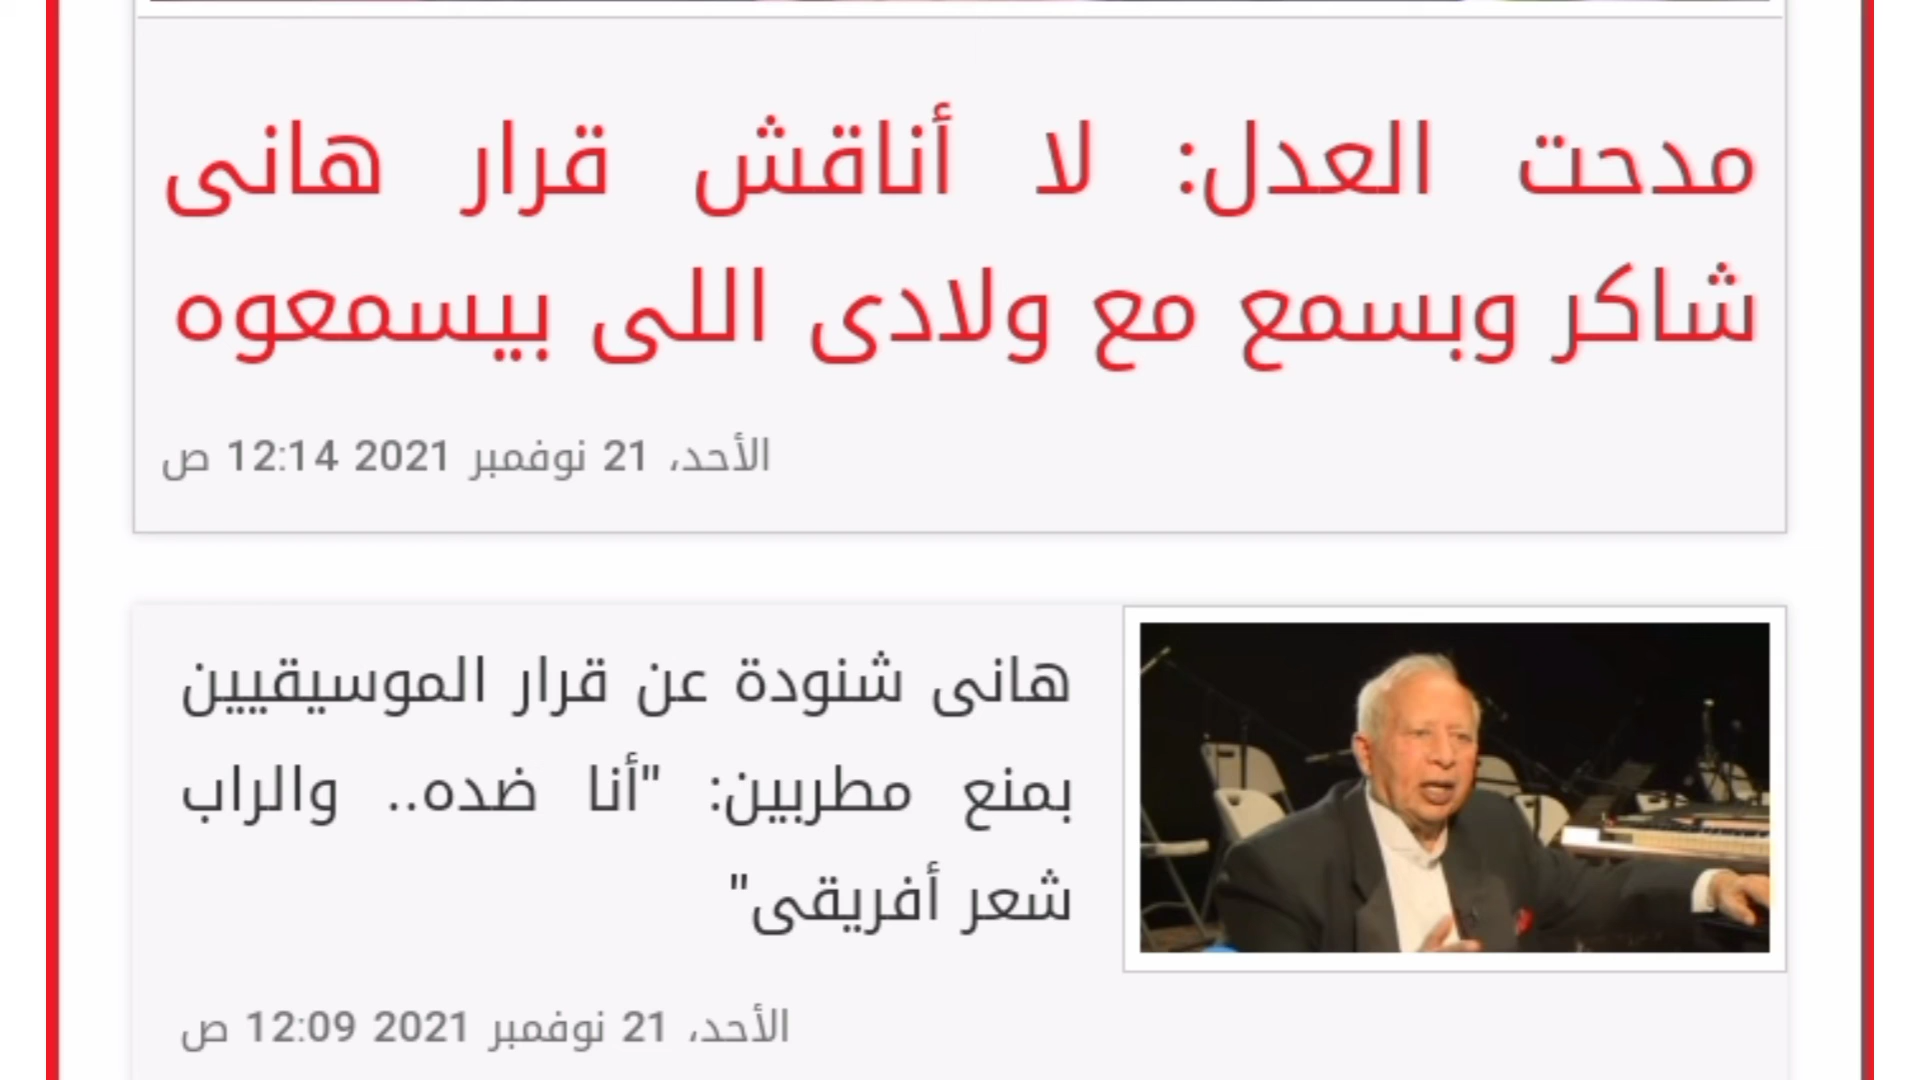 مدحت العدل: لا أناقش قرار هانى
شاكر وبسمع مع ولادى اللى بيسمعوه
الأحد، 21 نوفمبر 2021 12:14 ص
هانى شنودة عن قرار الموسيقيين
بمنع مطربين: "أنا ضده.. والراب
شعر أفريقى"
الأحد، 21 نوفمبر 2021 12:09 ص